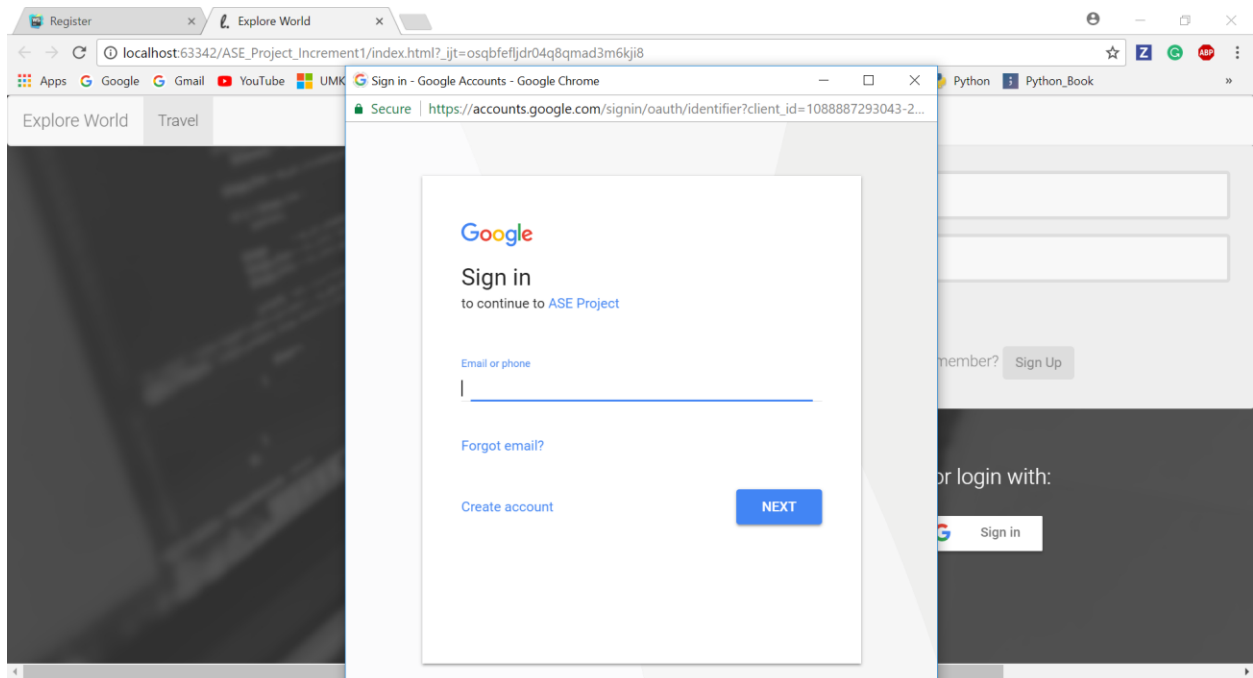 Register
Explore World
localhost:63342/ASE_Project_Increment1/index.html?_ijt=osqbfefljdr04q8qmad3m6kji8
Apps Google Gmail YouTube UMK
Python Python_Book »
Sign in - Google Accounts - Google Chrome
Secure https://accounts.google.com/signin/oauth/identifier?client_id=1088887293043-2...
Explore World Travel
Google
Sign in
to continue to ASE Project
Email or phone
Forgot email?
Create account NEXT
member? Sign Up
or login with:
Sign in